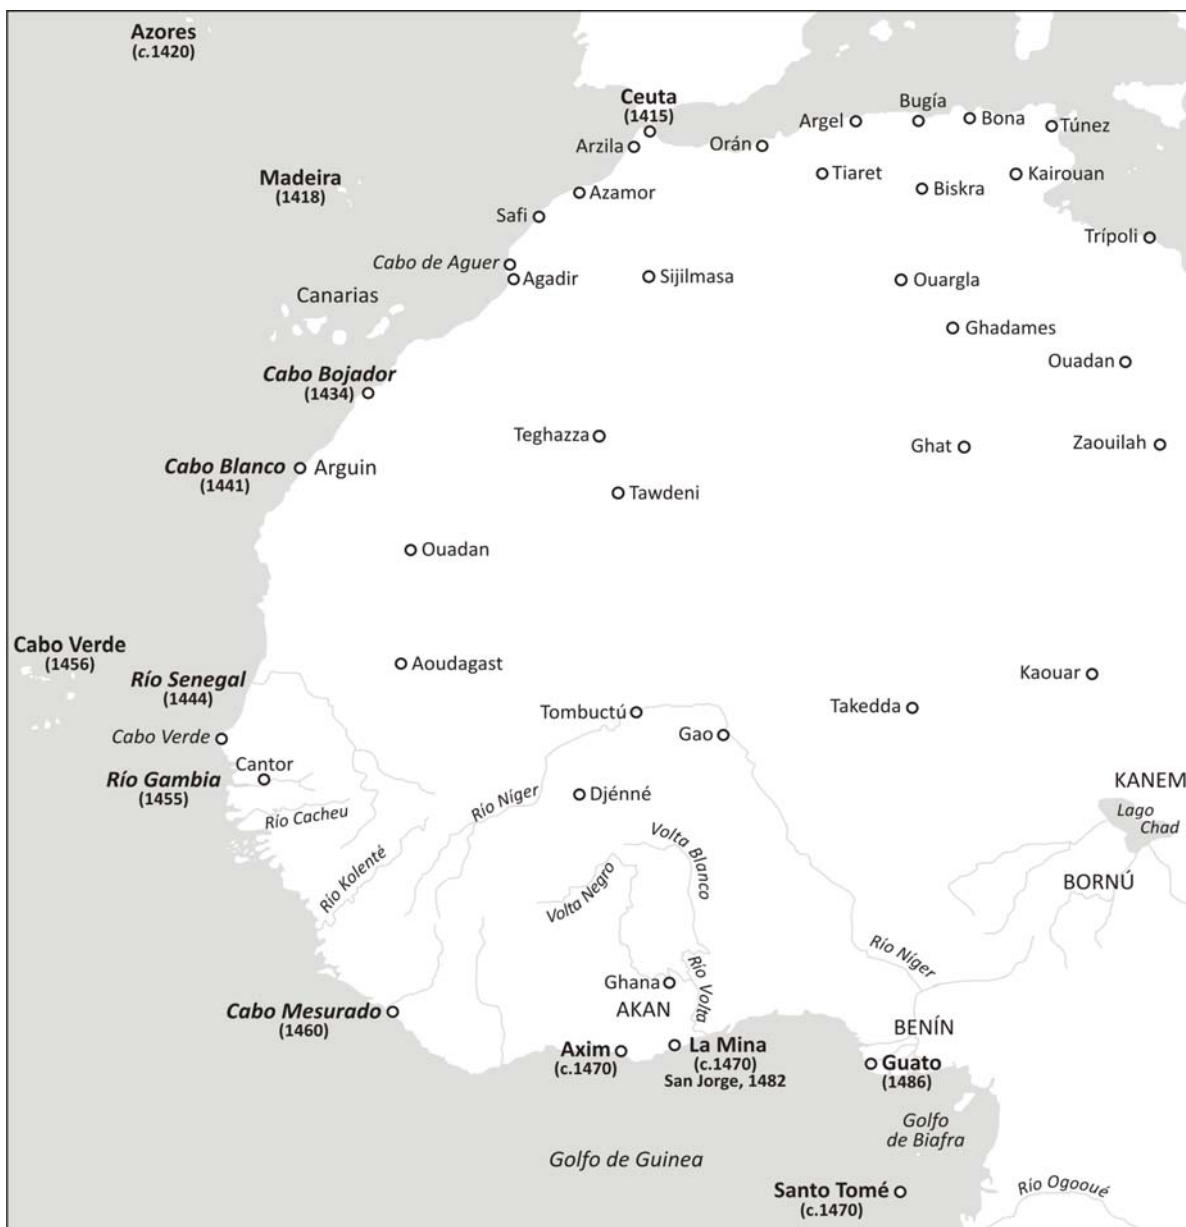 Azores
(c.1420)
Ceuta
(1415)
Bugía
Argel
Bona
Túnez
Arzila
Orán
Madeira
(1418)
Tiaret
Kairouan
Azamor
Biskra
Safi
Trípoli
Cabo de Aguer
Agadir
Sijilmasa
Ouargla
Canarias
Ghadames
Ouadan
Cabo Bojador
(1434)
Teghazza
Ghat
Zaouilah
Cabo Blanco
(1441)
Arguin
Tawdeni
Ouadan
Cabo Verde
(1456)
Río Senegal
(1444)
Aoudagast
Kaouar
Tombuctú
Takedda
Cabo Verde
Gao
Cantor
Río Gambia
(1455)
KANEM
Río Níger
Djénné
Lago
Chad
Río Cacheu
Volta Blanco
Río Kolenté
Volta Negro
BORNÚ
Río Níger
Río Volta
Ghana
AKAN
Cabo Mesurado
(1460)
BENÍN
Axim
(c.1470)
La Mina
(c.1470)
San Jorge, 1482
Guato
(1486)
Golfo
de Biafra
Golfo de Guinea
Santo Tomé
(c.1470)
Río Ogooué